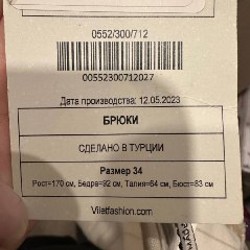 0552/300/712
00552300712027
Дата производства: 12.05.2023
БРЮКИ
СДЕЛАНО В ТУРЦИИ
Размер 34
Рост=170 см, Бедра=92 см, Талия=64 см, Бюст=83 см
Viletfashion.com